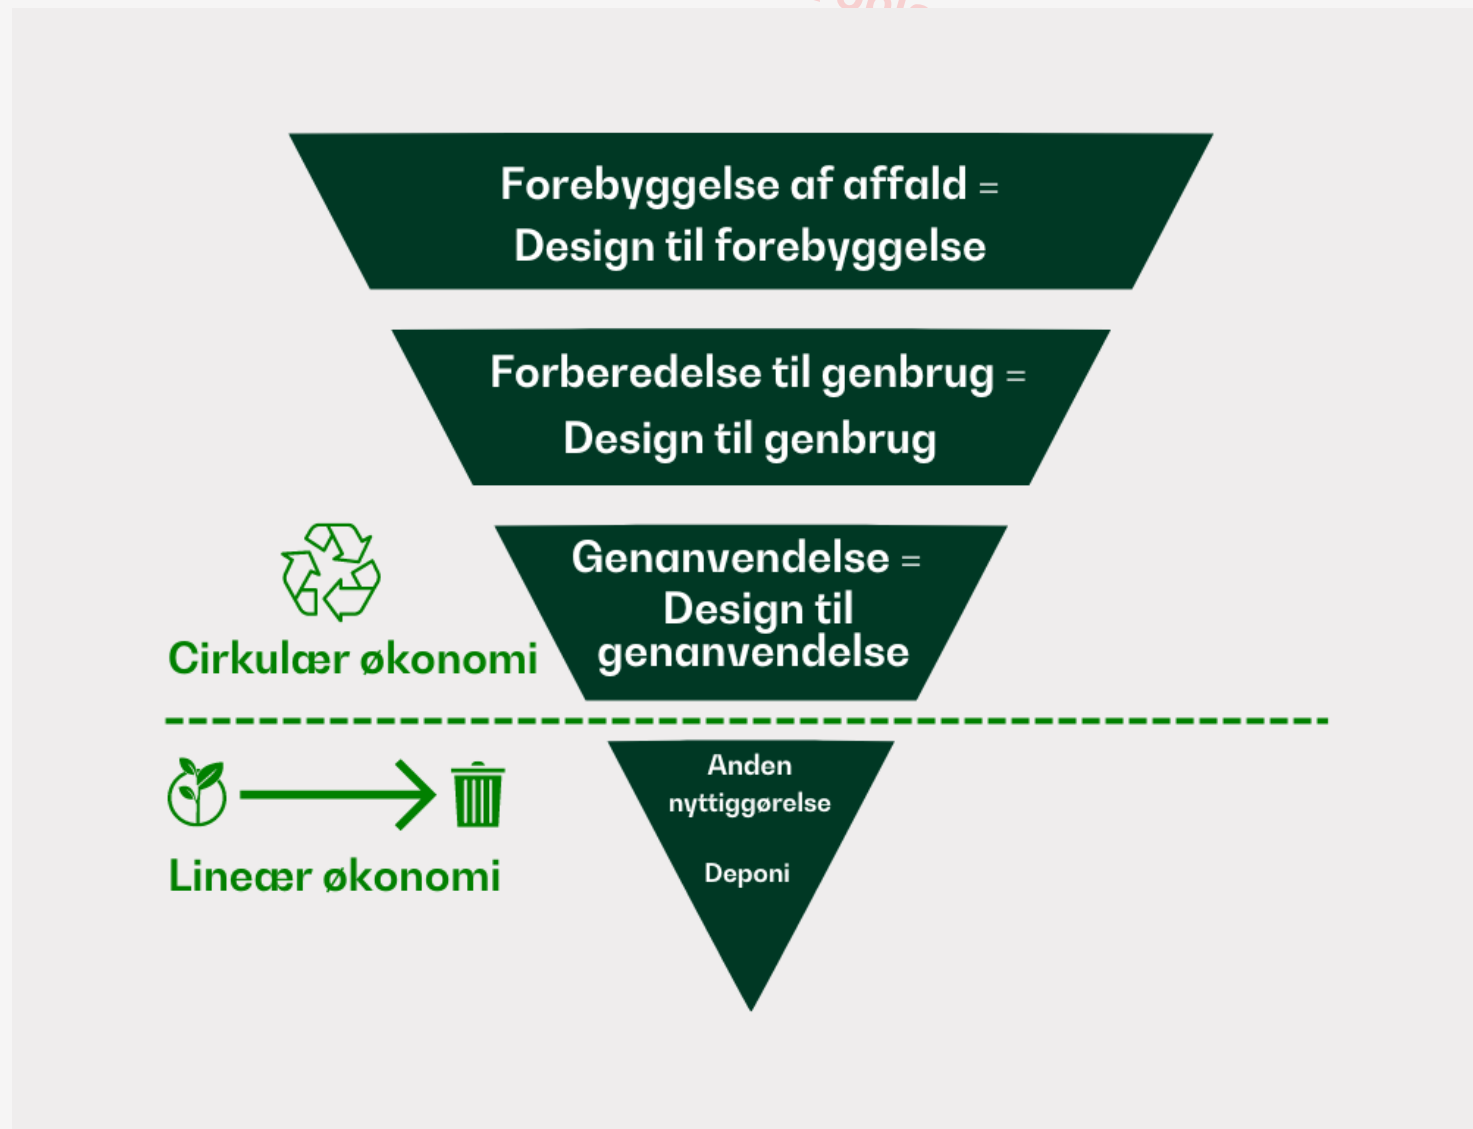 Forebyggelse af affald =
Design til forebyggelse
Forberedelse til genbrug =
Design til genbrug
Genanvendelse =
Design til
genanvendelse
Cirkulær økonomi
Anden
nyttiggørelse
Deponi
Lineær økonomi